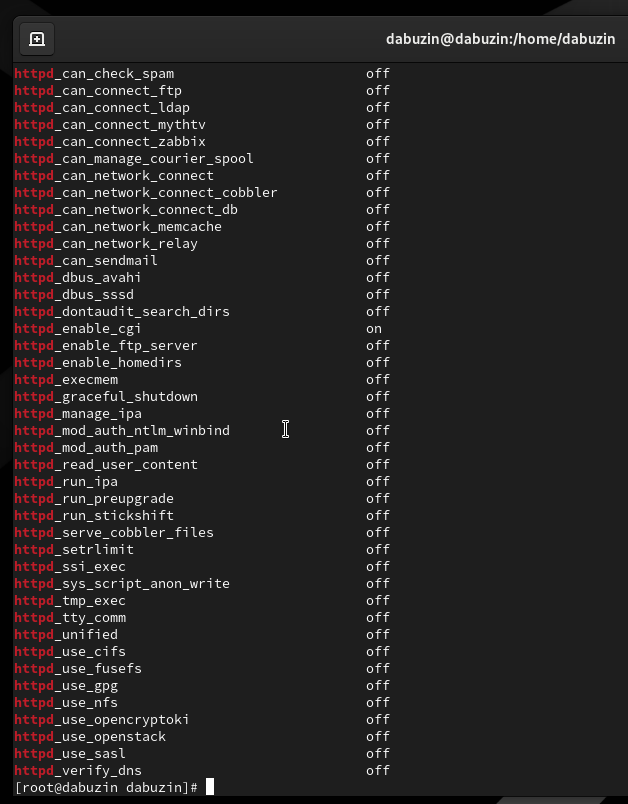 dabuzin@dabuzin:/home/dabuzin
httpd_can_check_spam off
httpd_can_connect_ftp off
httpd_can_connect_ldap off
httpd_can_connect_mythtv off
httpd_can_connect_zabbix off
httpd_can_manage_courier_spool off
httpd_can_network_connect off
httpd_can_network_connect_cobbler off
httpd_can_network_connect_db off
httpd_can_network_memcache off
httpd_can_network_relay off
httpd_can_sendmail off
httpd_dbus_avahi off
httpd_dbus_sssd off
httpd_dontaudit_search_dirs off
httpd_enable_cgi on
httpd_enable_ftp_server off
httpd_enable_homedirs off
httpd_execmem off
httpd_graceful_shutdown off
httpd_manage_ipa off
httpd_mod_auth_ntlm_winbind off
httpd_mod_auth_pam off
httpd_read_user_content off
httpd_run_ipa off
httpd_run_preupgrade off
httpd_run_stickshift off
httpd_serve_cobbler_files off
httpd_setrlimit off
httpd_ssi_exec off
httpd_sys_script_anon_write off
httpd_tmp_exec off
httpd_tty_comm off
httpd_unified off
httpd_use_cifs off
httpd_use_fusefs off
httpd_use_gpg off
httpd_use_nfs off
httpd_use_opencryptoki off
httpd_use_openstack off
httpd_use_sasl off
httpd_verify_dns off
[root@dabuzin dabuzin]#